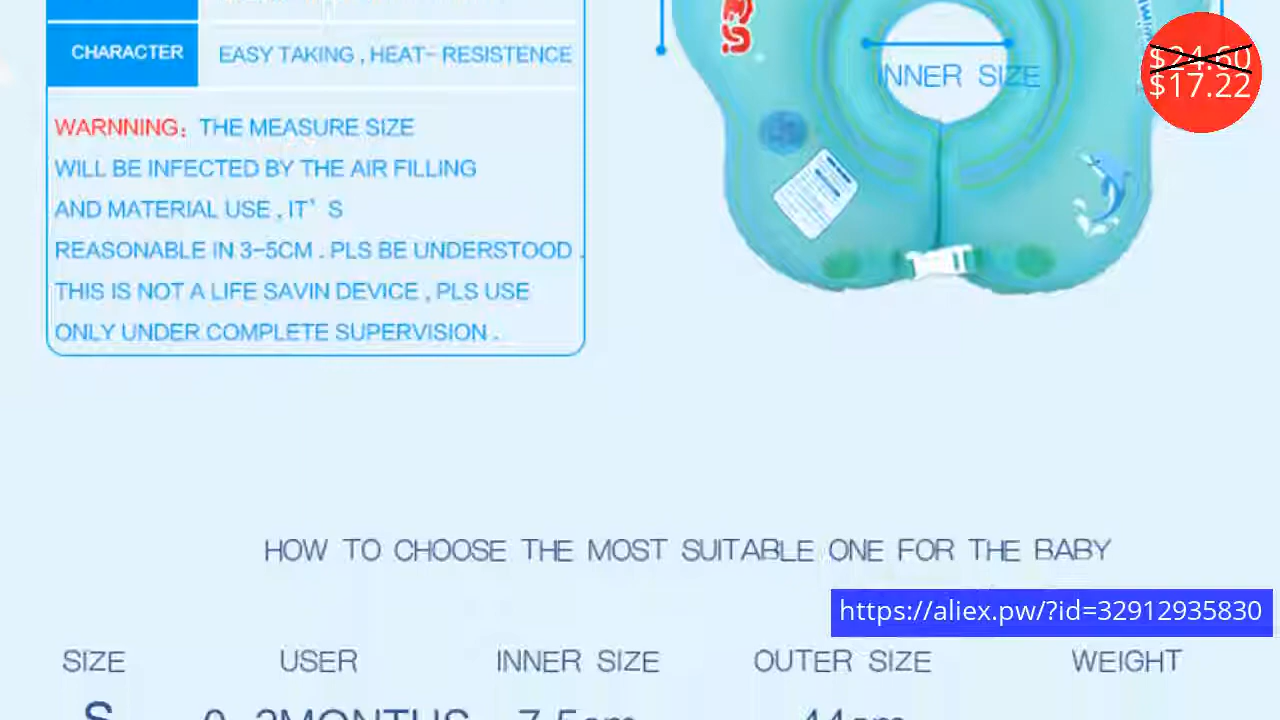 CHARACTER EASY TAKING , HEAT- RESISTENCE
WARNNING: THE MEASURE SIZE
WILL BE INFECTED BY THE AIR FILLING
AND MATERIAL USE , IT' S
REASONABLE IN 3-5CM . PLS BE UNDERSTOOD .
THIS IS NOT A LIFE SAVIN DEVICE , PLS USE
ONLY UNDER COMPLETE SUPERVISION .
INNER SIZE
$24.60
$17.22
HOW TO CHOOSE THE MOST SUITABLE ONE FOR THE BABY
https://aliex.pw/?id=32912935830
SIZE USER INNER SIZE OUTER SIZE WEIGHT
S